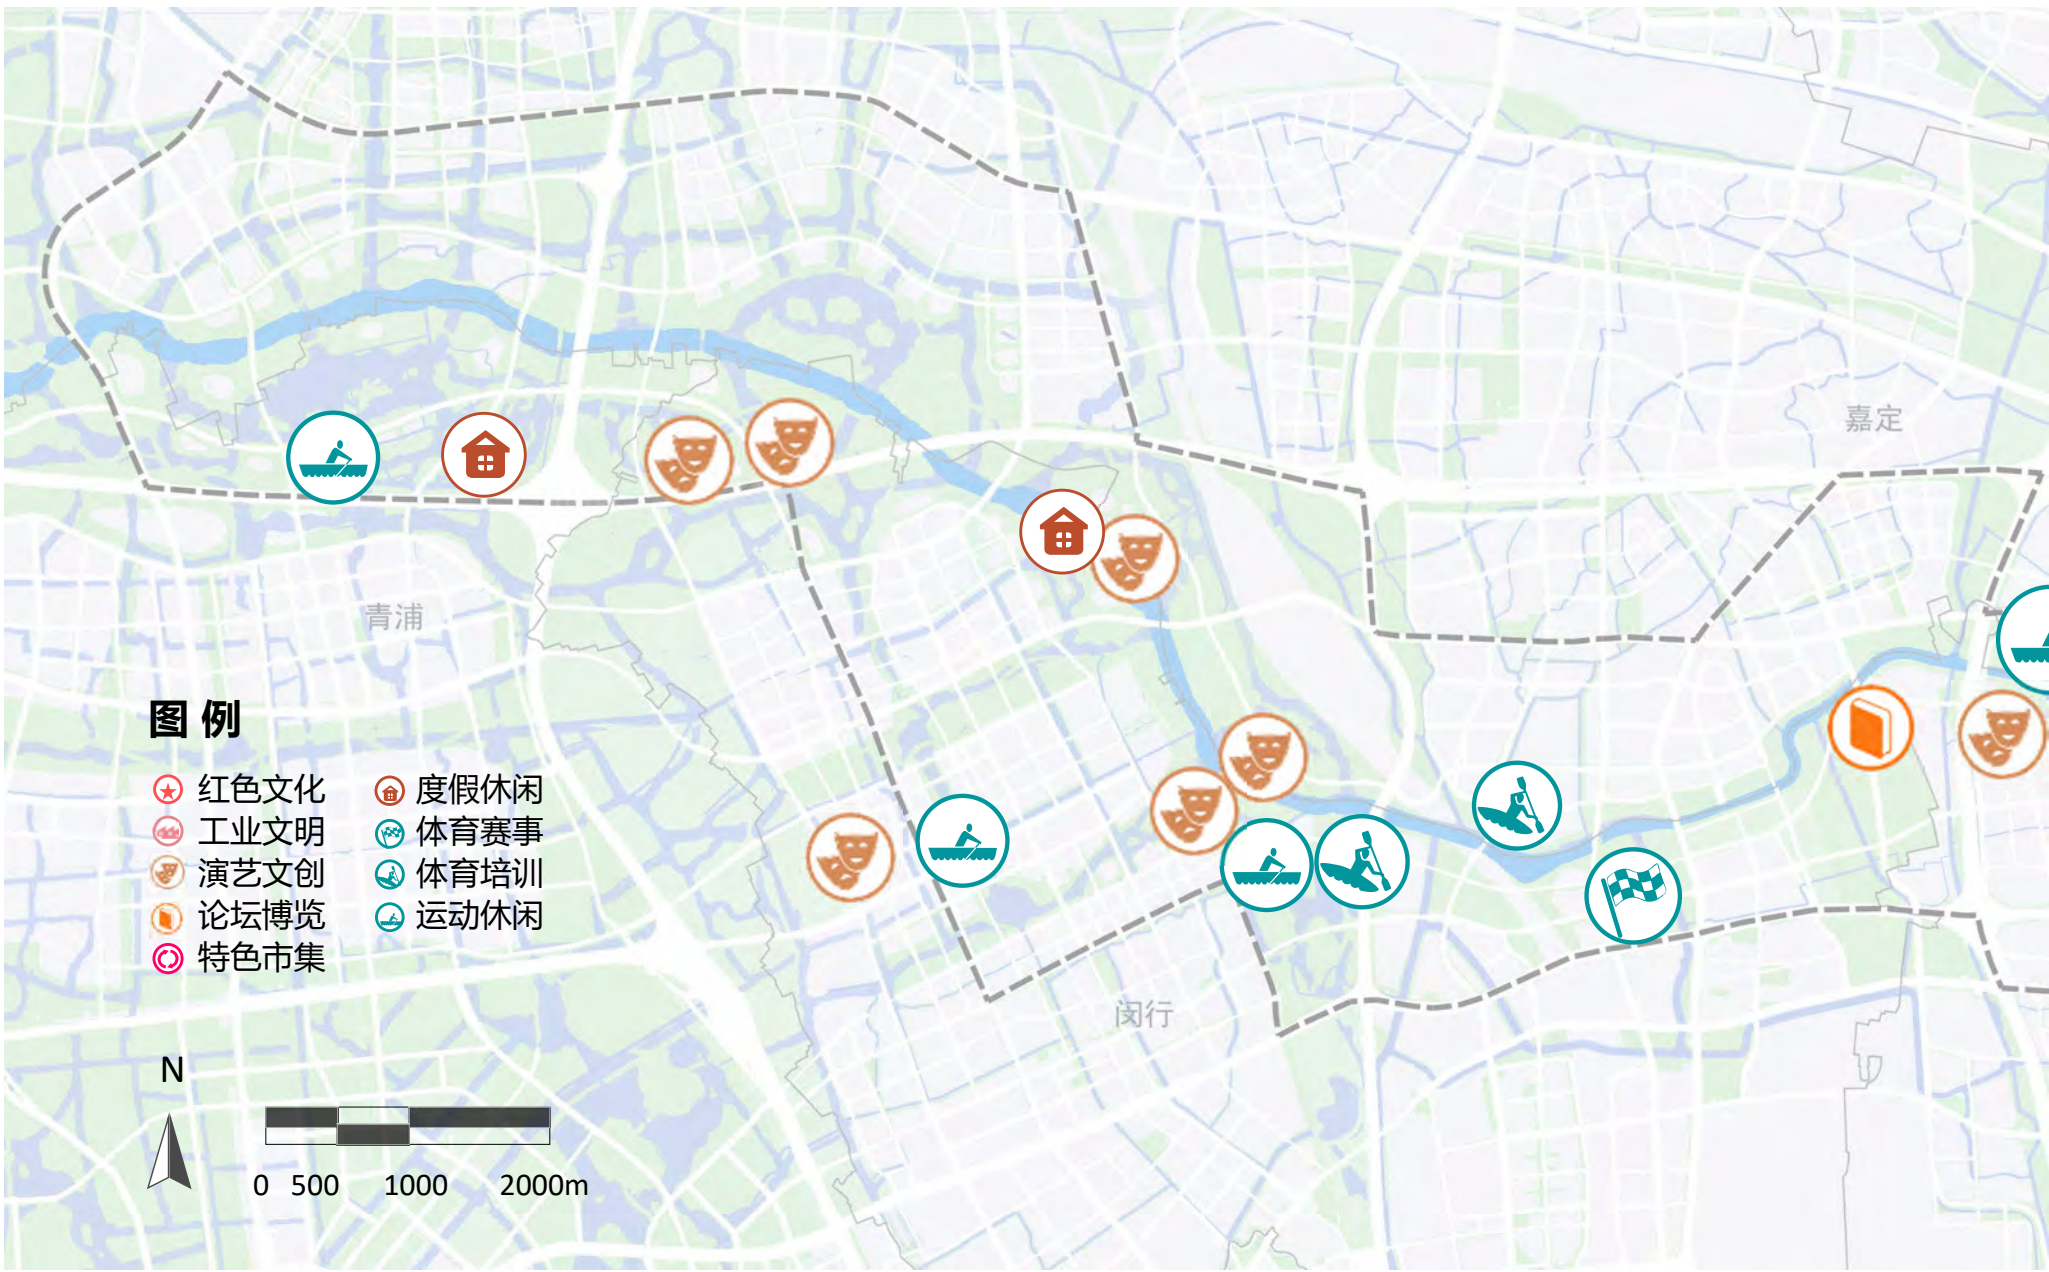 嘉定
青浦
图例
红色文化
度假休闲
工业文明
体育赛事
演艺文创
体育培训
论坛博览
运动休闲
特色市集
闵行
N
0 500 1000 2000m